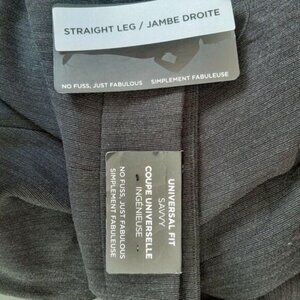 STRAIGHT LEG / JAMBE DROITE
NO FUSS, JUST FABULOUS
SIMPLEMENT FABULEUSE
UNIVERSAL FIT
SAVVY
COUPE UNIVERSELLE
INGÉNIEUSE
NO FUSS, JUST FABULOUS
SIMPLEMENT FABULEUSE